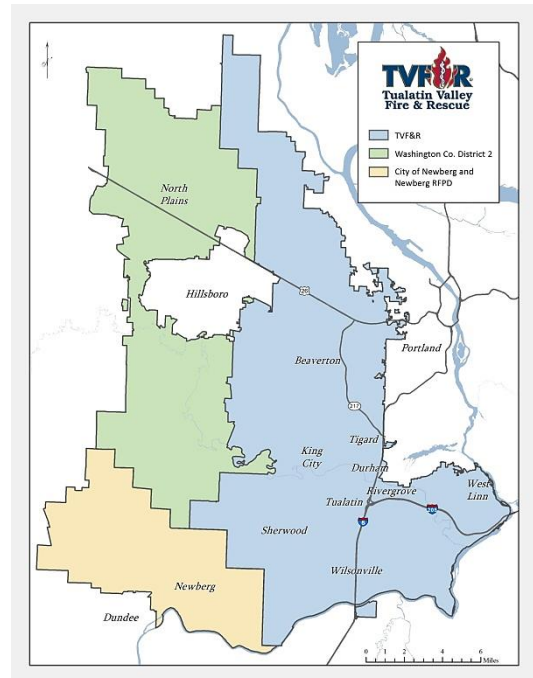 TVF&R
Tualatin Valley
Fire & Rescue
TVF&R
Washington Co. District 2
City of Newberg and
Newberg RFPD
North
Plains
Hillsboro
26
Portland
Beaverton
217
Tigard
King
City
Durham
Rivergrove
West
Linn
Tualatin
205
5
Sherwood
Wilsonville
Newberg
Dundee
0 1 2 4 6
Miles